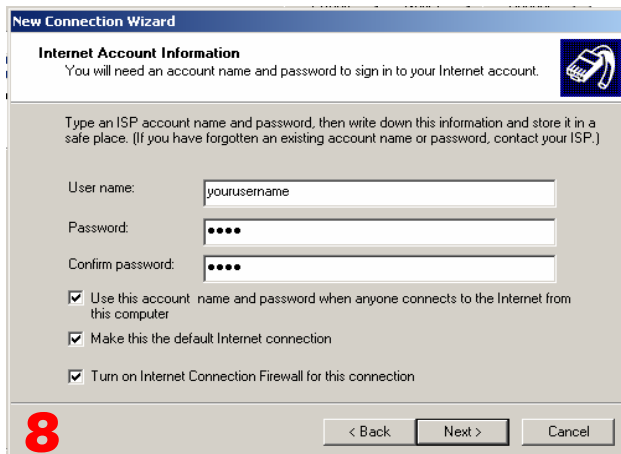 New Connection Wizard
Internet Account Information
You will need an account name and password to sign in to your Internet account.
Type an ISP account name and password, then write down this information and store it in a
safe place. (If you have forgotten an existing account name or password, contact your ISP.)
User name:
yourusername
Password:
●●●●
Confirm password:
●●●●
Use this account name and password when anyone connects to the Internet from
this computer
Make this the default Internet connection
Turn on Internet Connection Firewall for this connection
8
< Back
Next >
Cancel